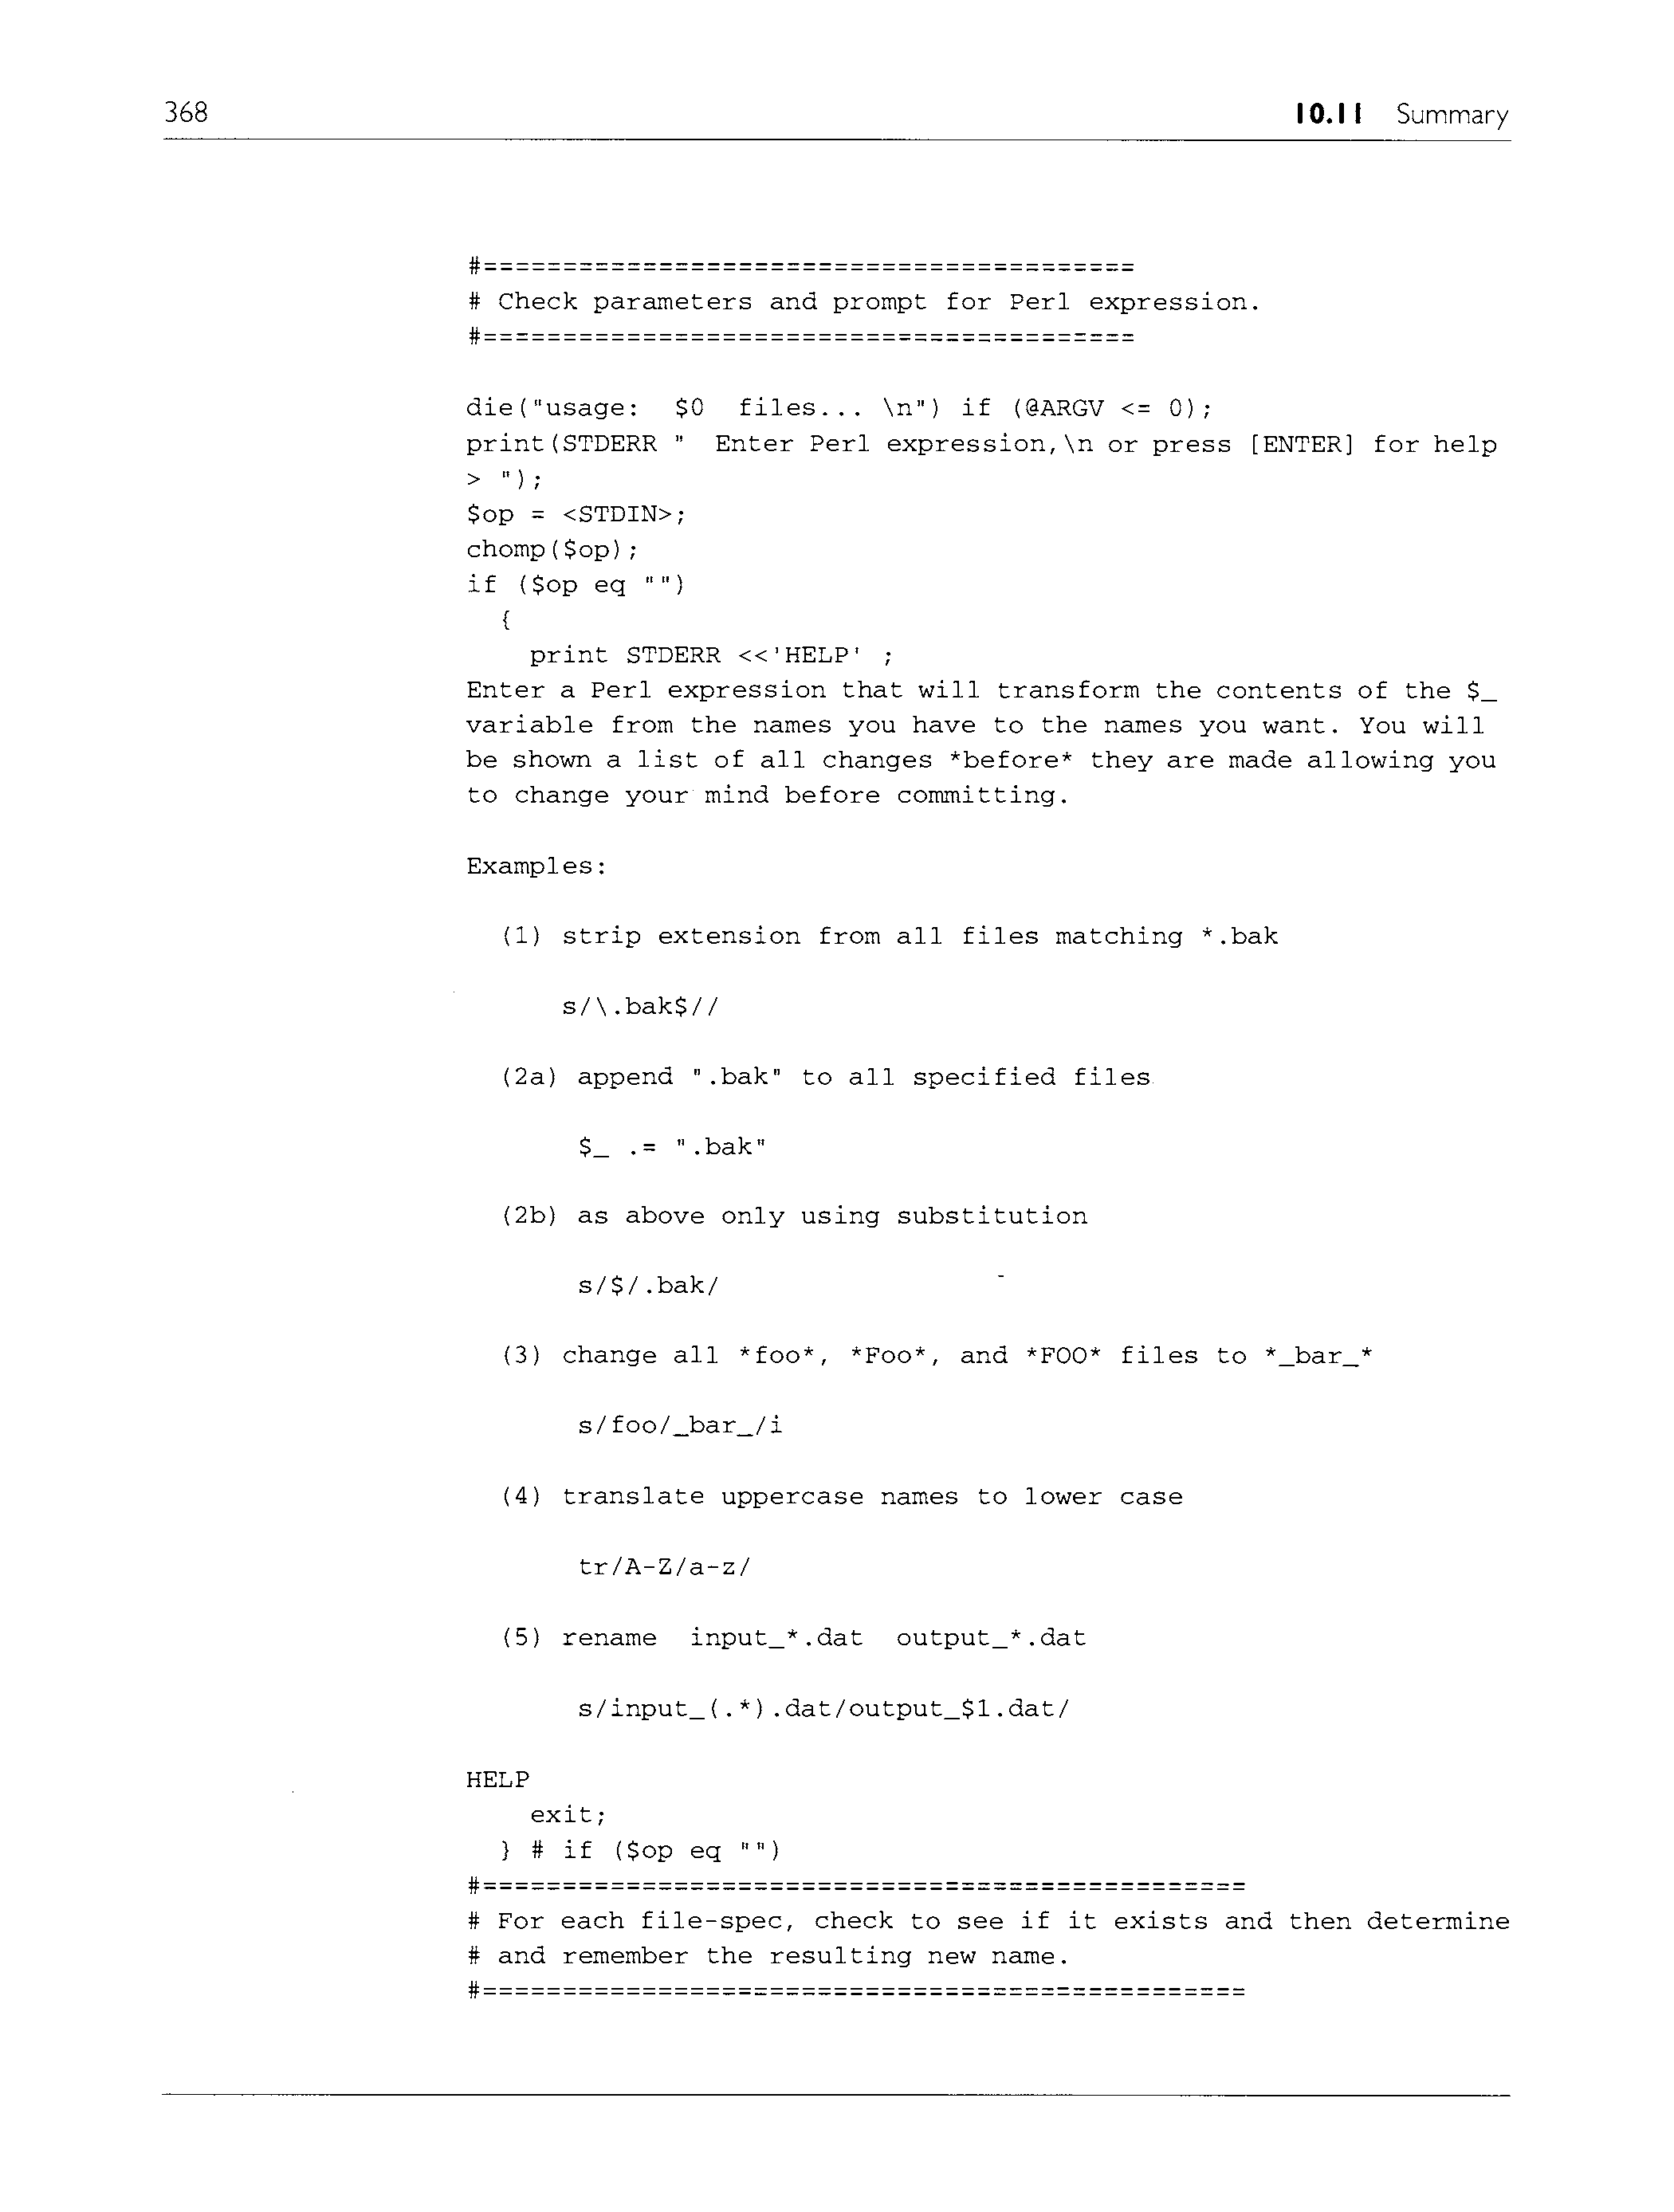 368 10.11 Summary
#=========================================
# Check parameters and prompt for Perl expression.
#=========================================
die("usage:  $0  files... \n") if (@ARGV <= 0);
print(STDERR "  Enter Perl expression,\n or press [ENTER] for help
> ");
$op = <STDIN>;
chomp($op);
if ($op eq "")
  {
    print STDERR <<'HELP' ;
Enter a Perl expression that will transform the contents of the $_
variable from the names you have to the names you want. You will
be shown a list of all changes *before* they are made allowing you
to change your mind before committing.
Examples:
  (1) strip extension from all files matching *.bak
      s/\.bak$//
  (2a) append ".bak" to all specified files
       $_ .= ".bak"
  (2b) as above only using substitution
       s/$/.bak/
  (3) change all *foo*, *Foo*, and *FOO* files to *_bar_*
       s/foo/_bar_/i
  (4) translate uppercase names to lower case
       tr/A-Z/a-z/
  (5) rename  input_*.dat  output_*.dat
       s/input_(.*).dat/output_$1.dat/
HELP
    exit;
  } # if ($op eq "")
#================================================
# For each file-spec, check to see if it exists and then determine
# and remember the resulting new name.
#================================================